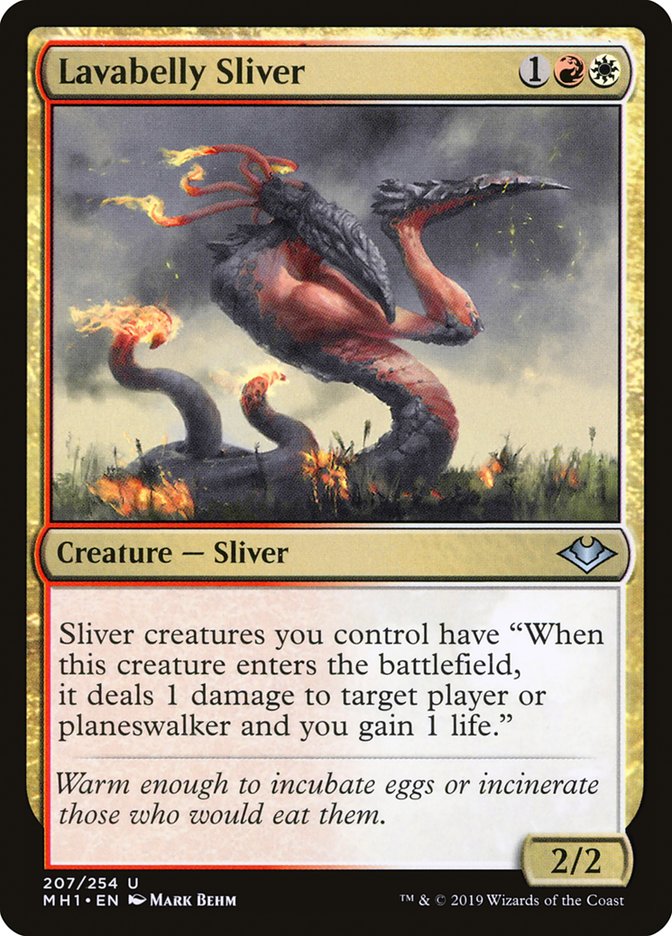 Lavabelly Sliver 1
Creature — Sliver
Sliver creatures you control have “When
this creature enters the battlefield,
it deals 1 damage to target player or
planeswalker and you gain 1 life.”
Warm enough to incubate eggs or incinerate
those who would eat them.
2/2
207/254 U
MH1 • EN Mark Behm
™ & © 2019 Wizards of the Coast